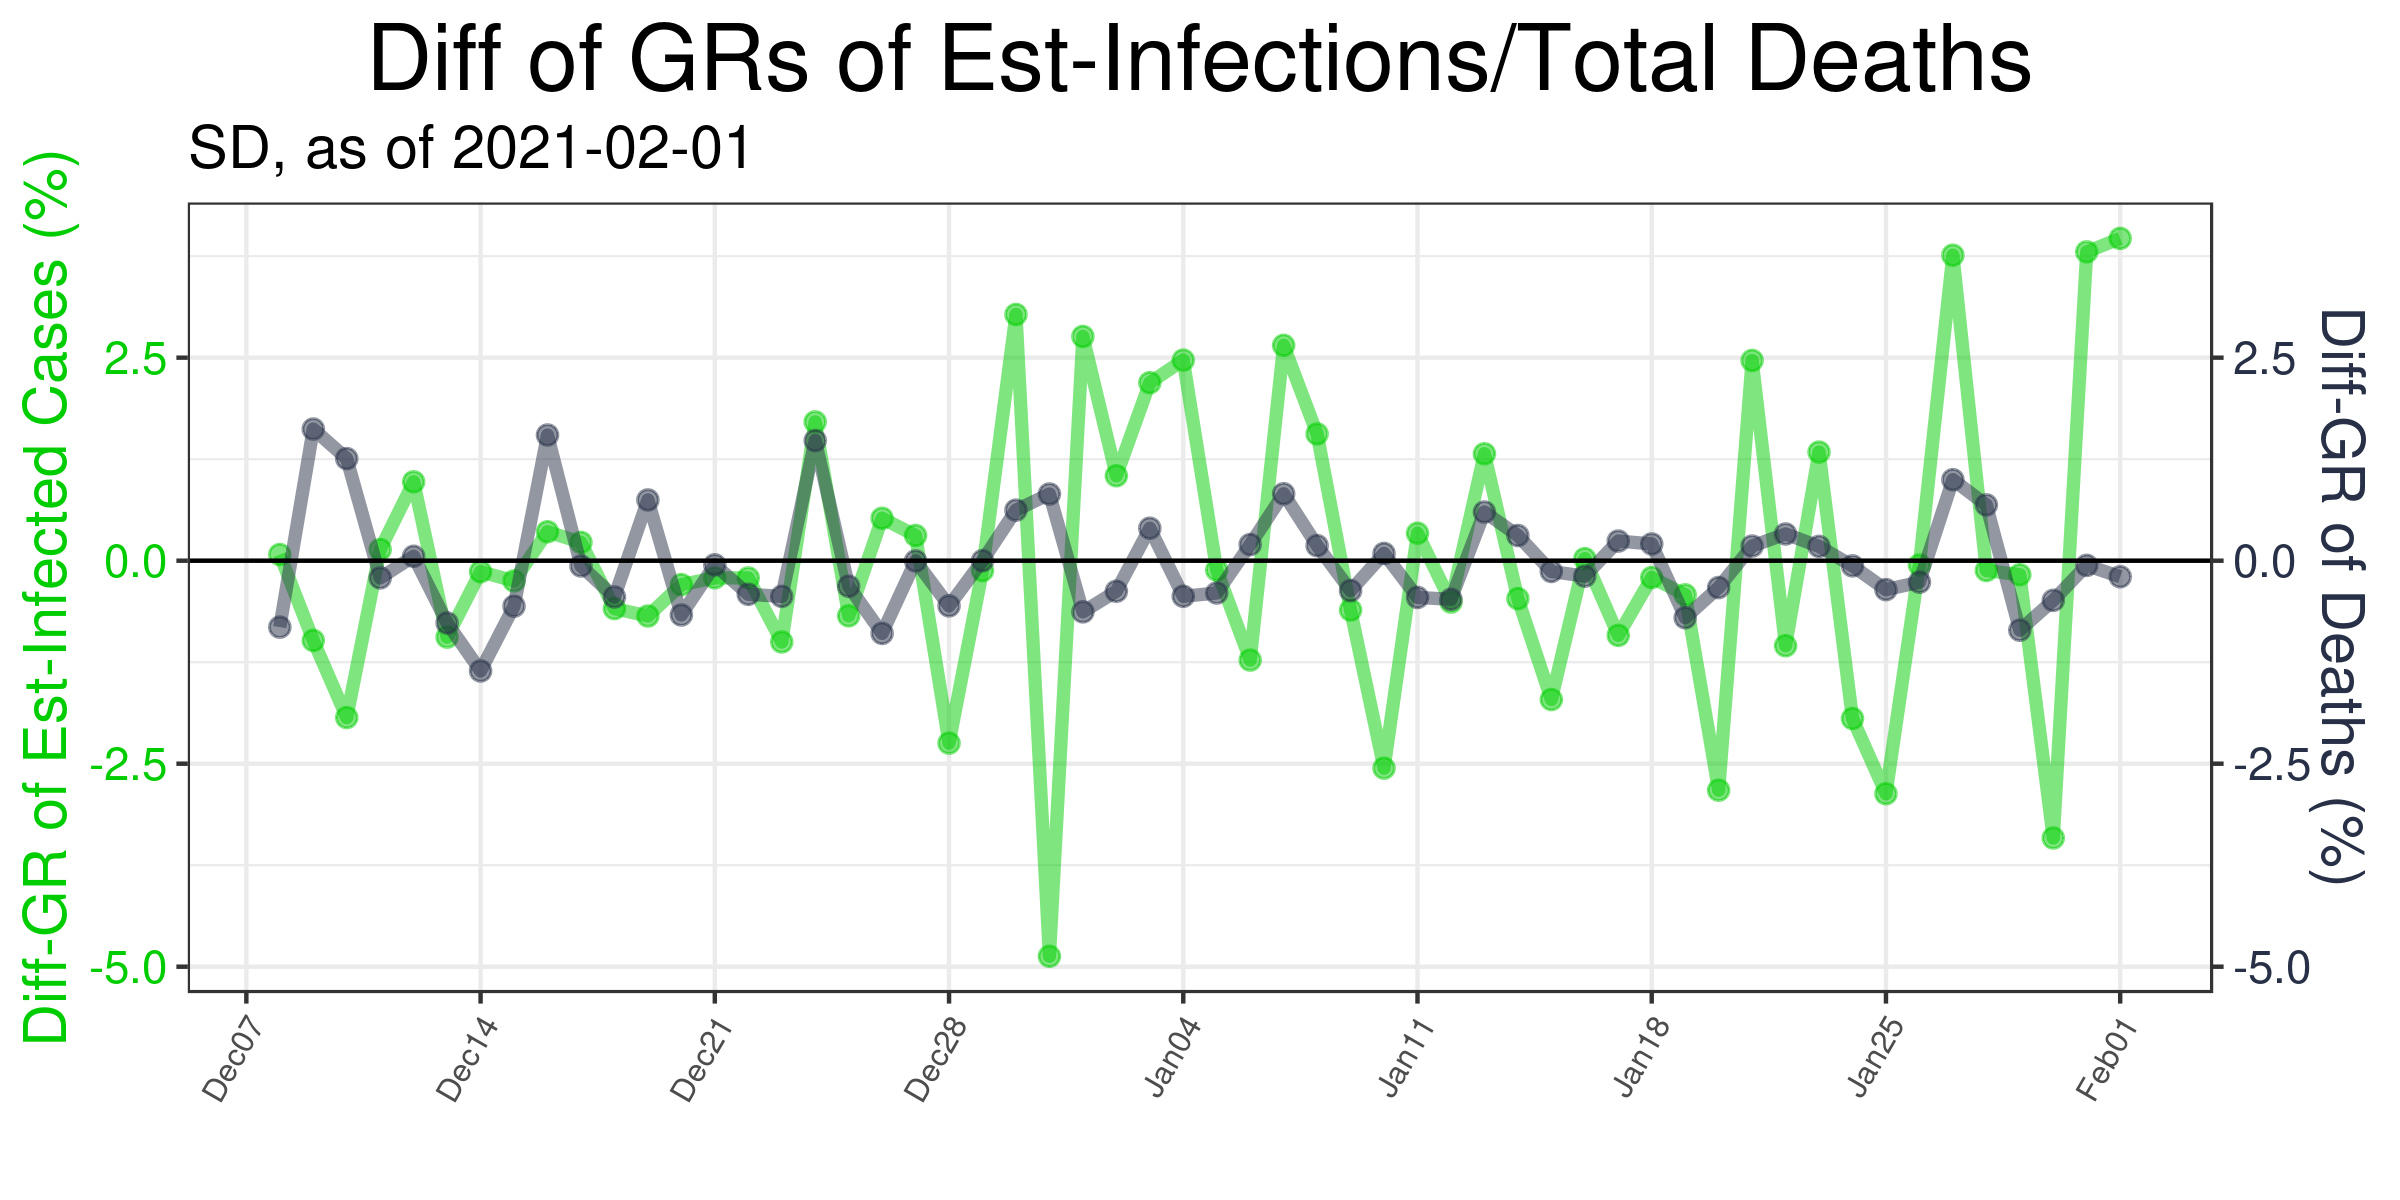 Diff of GRs of Est-Infections/Total Deaths
SD, as of 2021-02-01
Diff-GR of Est-Infected Cases (%)
2.5
0.0
-2.5
-5.0
2.5
0.0
-2.5
-5.0
Diff-GR of Deaths (%)
Dec07
Dec14
Dec21
Dec28
Jan04
Jan11
Jan18
Jan25
Feb01